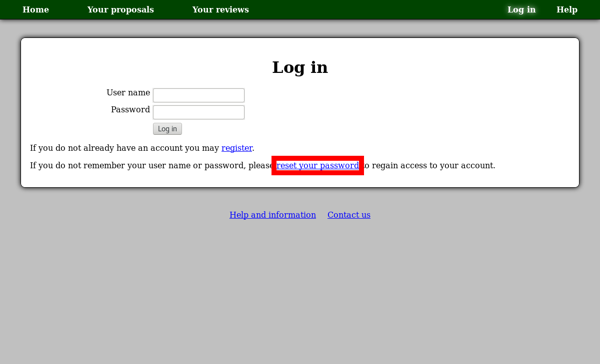 Home Your proposals Your reviews Log in Help
Log in
User name
Password
Log in
If you do not already have an account you may register.
If you do not remember your user name or password, please reset your password to regain access to your account.
Help and information Contact us